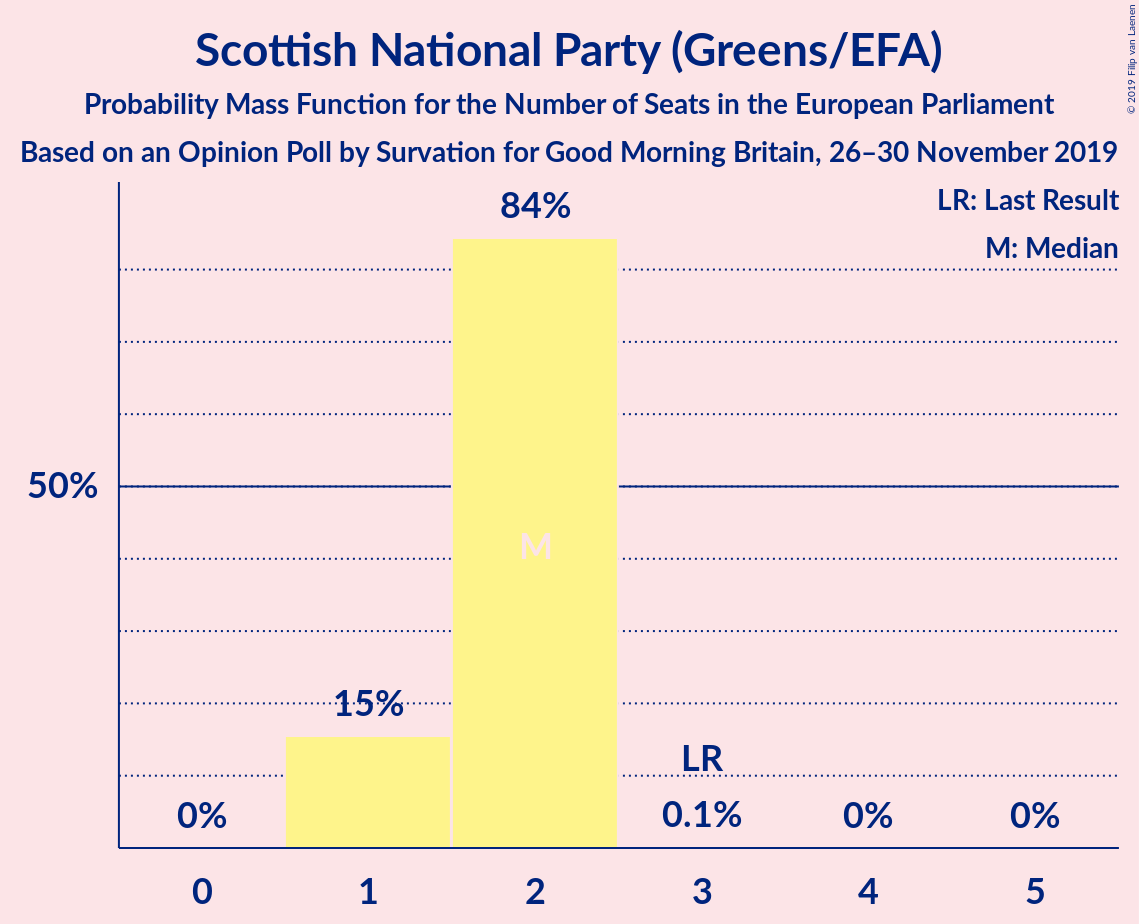 Scottish National Party (Greens/EFA)
Probability Mass Function for the Number of Seats in the European Parliament
Based on an Opinion Poll by Survation for Good Morning Britain, 26–30 November 2019
© 2019 Filip van Laenen
LR: Last Result
M: Median
84%
50%
M
15%
LR
0%
0.1%
0%
0%
0 1 2 3 4 5